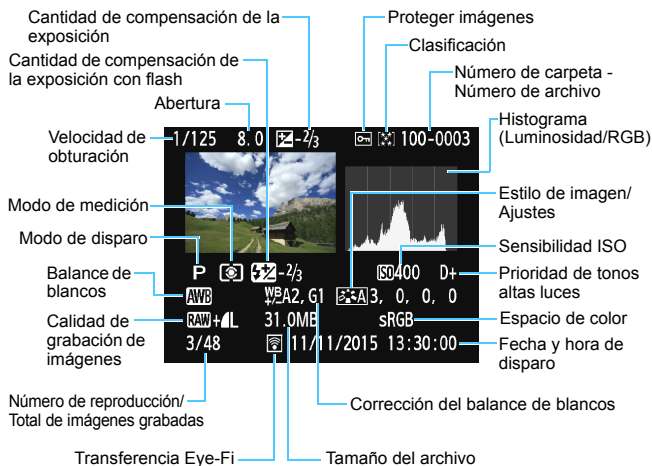 Cantidad de compensación de la
exposición
Cantidad de compensación de
la exposición con flash
Abertura
Velocidad de
obturación
Modo de medición
Modo de disparo
Balance de
blancos
Calidad de
grabación de
imágenes
Número de reproducción/
Total de imágenes grabadas
Transferencia Eye-Fi
Proteger imágenes
Clasificación
Número de carpeta -
Número de archivo
Histograma
(Luminosidad/RGB)
Estilo de imagen/
Ajustes
Sensibilidad ISO
Prioridad de tonos
altas luces
Espacio de color
Fecha y hora de
disparo
Corrección del balance de blancos
Tamaño del archivo
1/125 8.0 -2/3 100-0003
P -2/3 ISO400 D+
AWB WB+/-A2, G1 A3, 0, 0, 0
RAW+L 31.0MB sRGB
3/48 11/11/2015 13:30:00